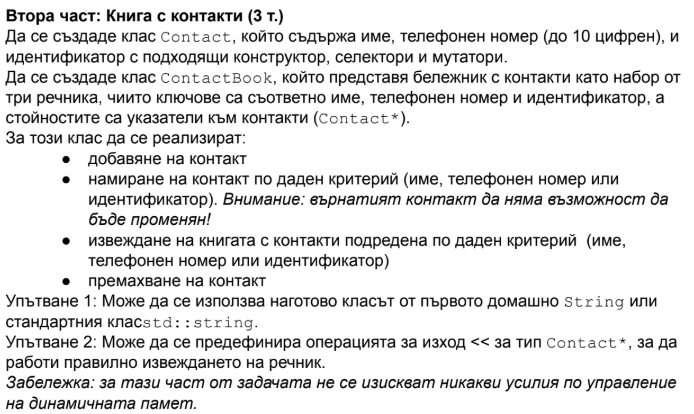 Втора част: Книга с контакти (3 т.)
Да се създаде клас Contact, който съдържа име, телефонен номер (до 10 цифрен), и
идентификатор с подходящи конструктор, селектори и мутатори.
Да се създаде клас ContactBook, който представя бележник с контакти като набор от
три речника, чиито ключове са съответно име, телефонен номер и идентификатор, а
стойностите са указатели към контакти (Contact*).
За този клас да се реализират:
● добавяне на контакт
● намиране на контакт по даден критерий (име, телефонен номер или
идентификатор). Внимание: върнатият контакт да няма възможност да
бъде променян!
● извеждане на книгата с контакти подредена по даден критерий (име,
телефонен номер или идентификатор)
● премахване на контакт
Упътване 1: Може да се използва наготово класът от първото домашно String или
стандартния класstd::string.
Упътване 2: Може да се предефинира операцията за изход << за тип Contact*, за да
работи правилно извеждането на речник.
Забележка: за тази част от задачата не се изискват никакви усилия по управление
на динамичната памет.